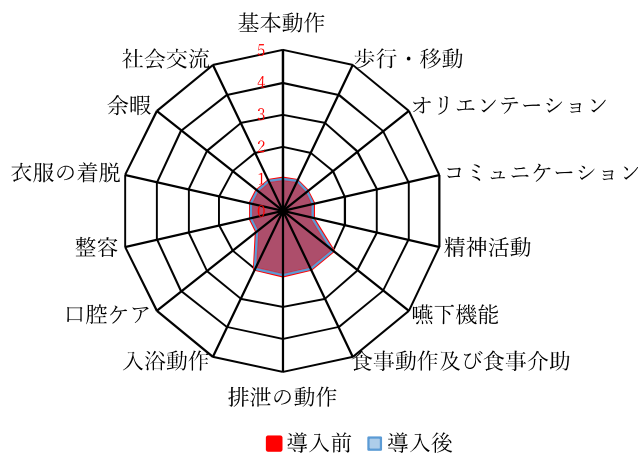 基本動作
歩行・移動
オリエンテーション
コミュニケーション
精神活動
嚥下機能
食事動作及び食事介助
排泄の動作
入浴動作
口腔ケア
整容
衣服の着脱
余暇
社会交流
5
4
3
2
1
0
導入前
導入後